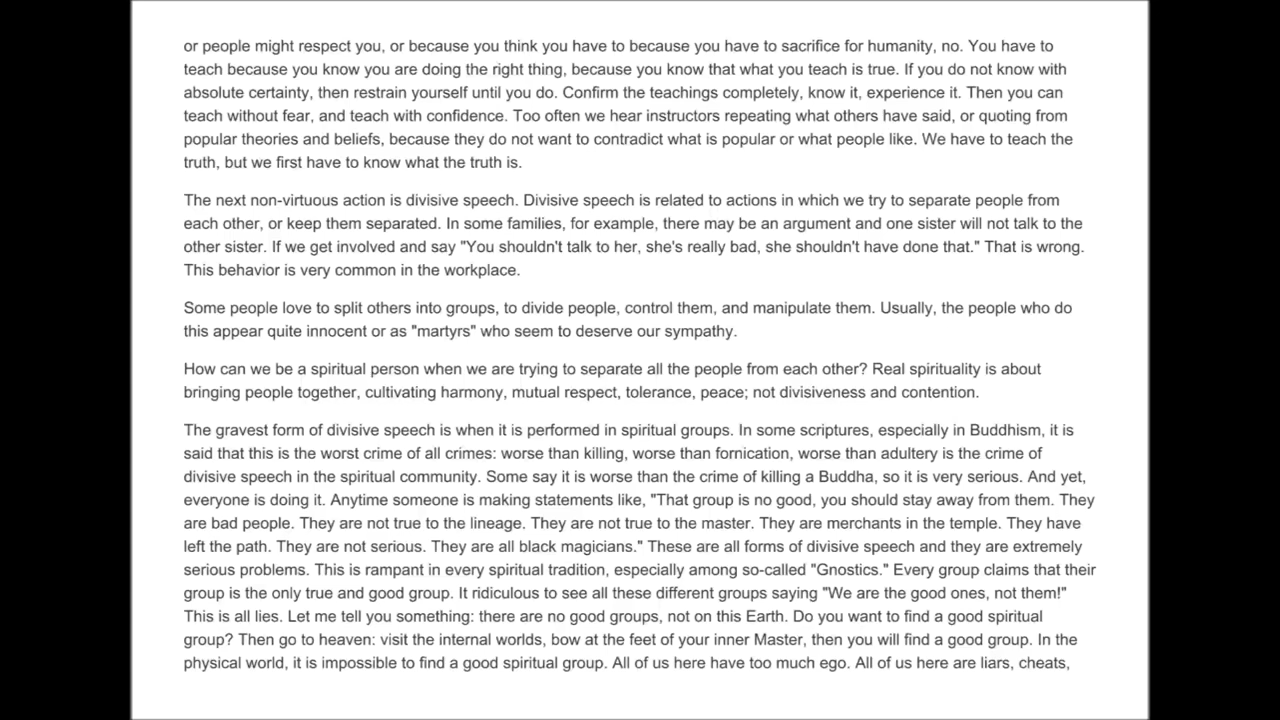 or people might respect you, or because you think you have to because you have to sacrifice for humanity, no. You have to
teach because you know you are doing the right thing, because you know that what you teach is true. If you do not know with
absolute certainty, then restrain yourself until you do. Confirm the teachings completely, know it, experience it. Then you can
teach without fear, and teach with confidence. Too often we hear instructors repeating what others have said, or quoting from
popular theories and beliefs, because they do not want to contradict what is popular or what people like. We have to teach the
truth, but we first have to know what the truth is.
The next non-virtuous action is divisive speech. Divisive speech is related to actions in which we try to separate people from
each other, or keep them separated. In some families, for example, there may be an argument and one sister will not talk to the
other sister. If we get involved and say "You shouldn't talk to her, she's really bad, she shouldn't have done that." That is wrong.
This behavior is very common in the workplace.
Some people love to split others into groups, to divide people, control them, and manipulate them. Usually, the people who do
this appear quite innocent or as "martyrs" who seem to deserve our sympathy.
How can we be a spiritual person when we are trying to separate all the people from each other? Real spirituality is about
bringing people together, cultivating harmony, mutual respect, tolerance, peace; not divisiveness and contention.
The gravest form of divisive speech is when it is performed in spiritual groups. In some scriptures, especially in Buddhism, it is
said that this is the worst crime of all crimes: worse than killing, worse than fornication, worse than adultery is the crime of
divisive speech in the spiritual community. Some say it is worse than the crime of killing a Buddha, so it is very serious. And yet,
everyone is doing it. Anytime someone is making statements like, "That group is no good, you should stay away from them. They
are bad people. They are not true to the lineage. They are not true to the master. They are merchants in the temple. They have
left the path. They are not serious. They are all black magicians." These are all forms of divisive speech and they are extremely
serious problems. This is rampant in every spiritual tradition, especially among so-called "Gnostics." Every group claims that their
group is the only true and good group. It ridiculous to see all these different groups saying "We are the good ones, not them!"
This is all lies. Let me tell you something: there are no good groups, not on this Earth. Do you want to find a good spiritual
group? Then go to heaven: visit the internal worlds, bow at the feet of your inner Master, then you will find a good group. In the
physical world, it is impossible to find a good spiritual group. All of us here have too much ego. All of us here are liars, cheats,